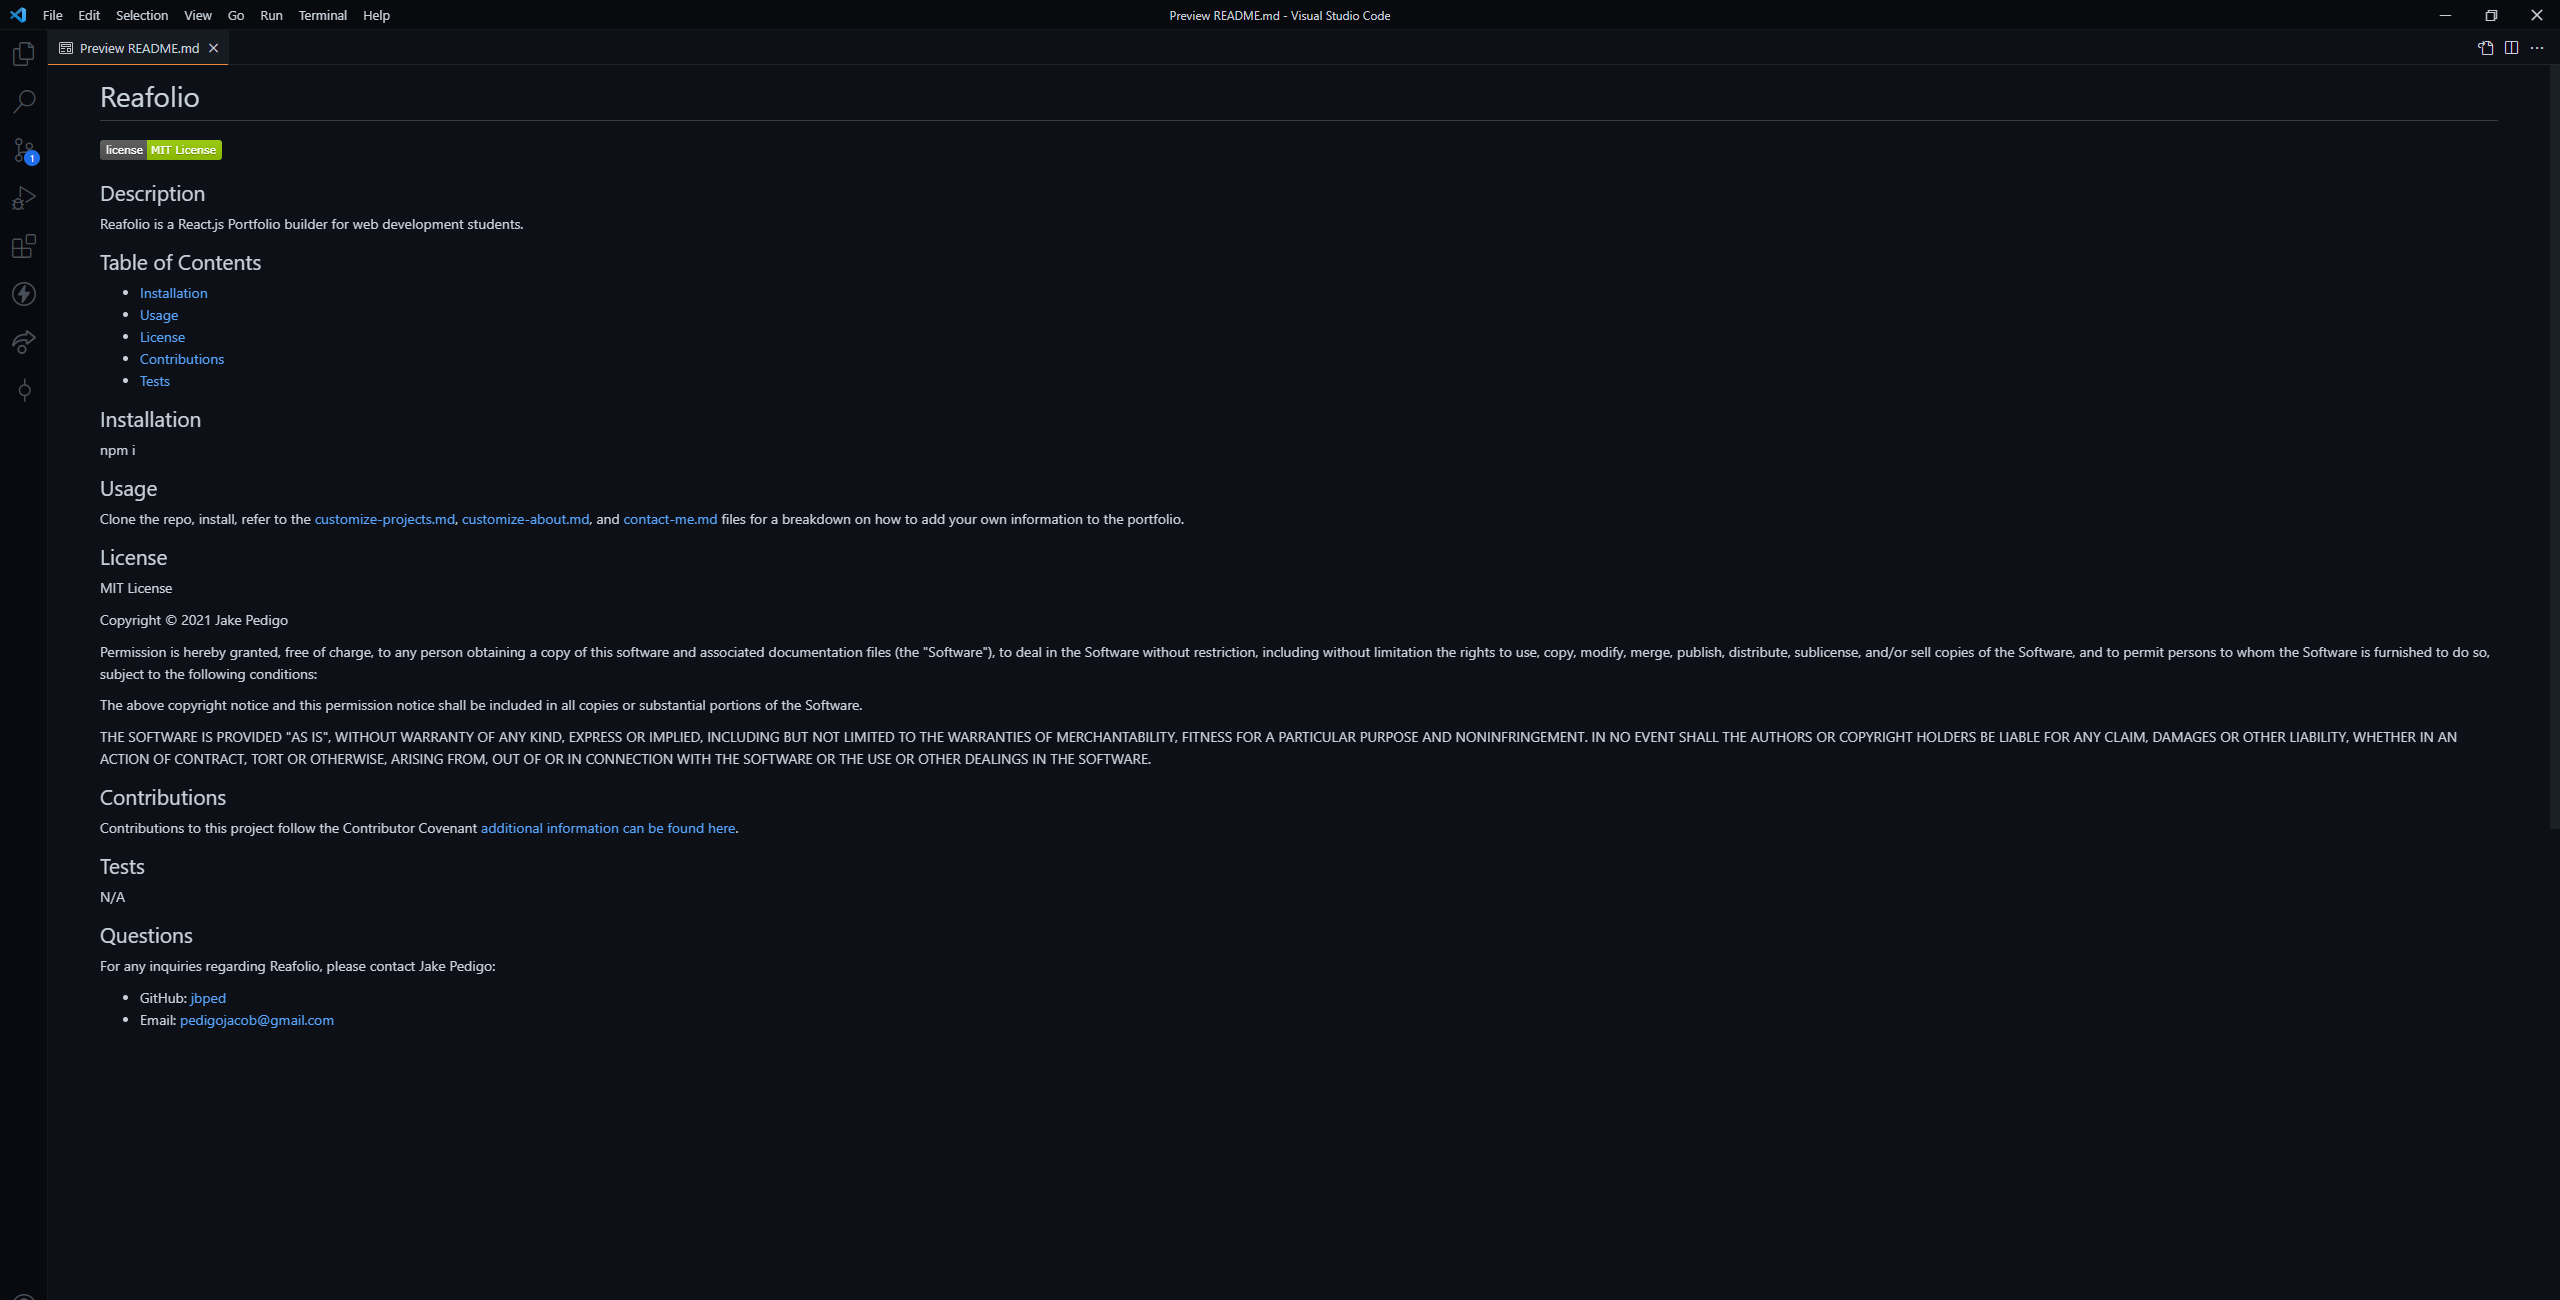 File Edit Selection View Go Run Terminal Help
Preview README.md - Visual Studio Code
Preview README.md
1
Reafolio
license MIT License
Description
Reafolio is a React.js Portfolio builder for web development students.
Table of Contents
Installation
Usage
License
Contributions
Tests
Installation
npm i
Usage
Clone the repo, install, refer to the customize-projects.md, customize-about.md, and contact-me.md files for a breakdown on how to add your own information to the portfolio.
License
MIT License
Copyright © 2021 Jake Pedigo
Permission is hereby granted, free of charge, to any person obtaining a copy of this software and associated documentation files (the "Software"), to deal in the Software without restriction, including without limitation the rights to use, copy, modify, merge, publish, distribute, sublicense, and/or sell copies of the Software, and to permit persons to whom the Software is furnished to do so,
subject to the following conditions:
The above copyright notice and this permission notice shall be included in all copies or substantial portions of the Software.
THE SOFTWARE IS PROVIDED "AS IS", WITHOUT WARRANTY OF ANY KIND, EXPRESS OR IMPLIED, INCLUDING BUT NOT LIMITED TO THE WARRANTIES OF MERCHANTABILITY, FITNESS FOR A PARTICULAR PURPOSE AND NONINFRINGEMENT. IN NO EVENT SHALL THE AUTHORS OR COPYRIGHT HOLDERS BE LIABLE FOR ANY CLAIM, DAMAGES OR OTHER LIABILITY, WHETHER IN AN
ACTION OF CONTRACT, TORT OR OTHERWISE, ARISING FROM, OUT OF OR IN CONNECTION WITH THE SOFTWARE OR THE USE OR OTHER DEALINGS IN THE SOFTWARE.
Contributions
Contributions to this project follow the Contributor Covenant additional information can be found here.
Tests
N/A
Questions
For any inquiries regarding Reafolio, please contact Jake Pedigo:
GitHub: jbped
Email: pedigojacob@gmail.com